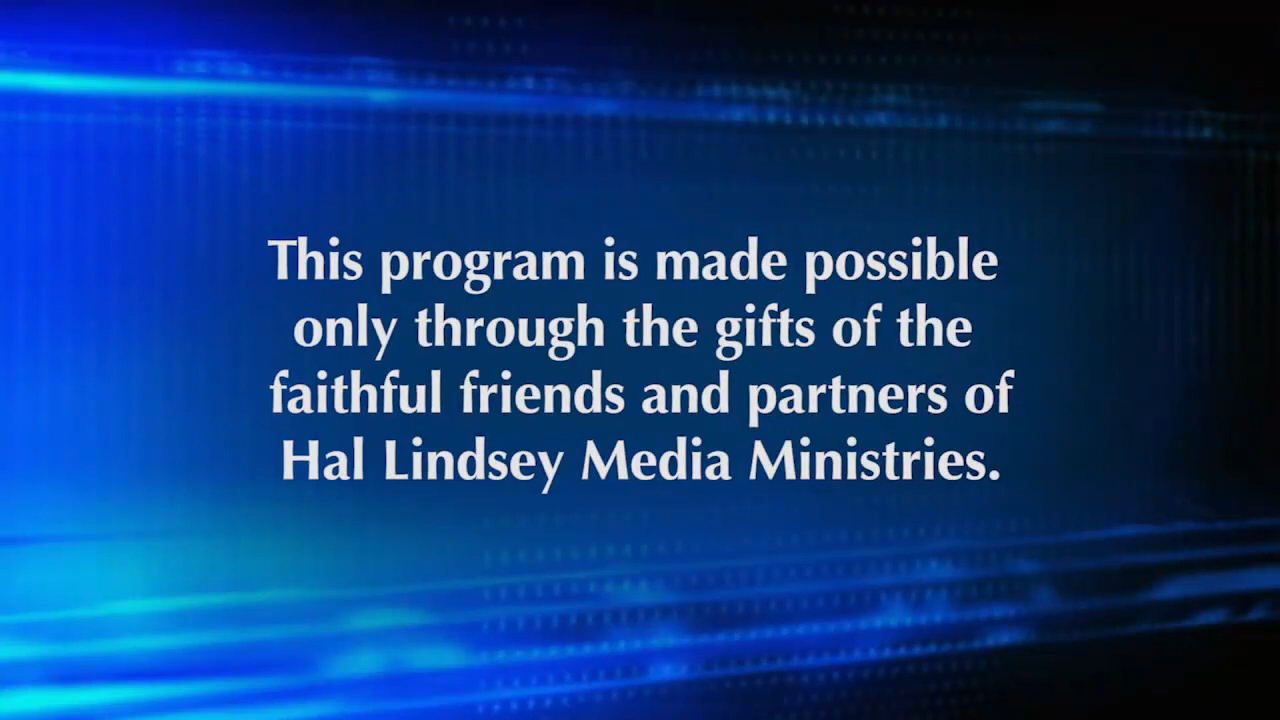 This program is made possible
only through the gifts of the
faithful friends and partners of
Hal Lindsey Media Ministries.